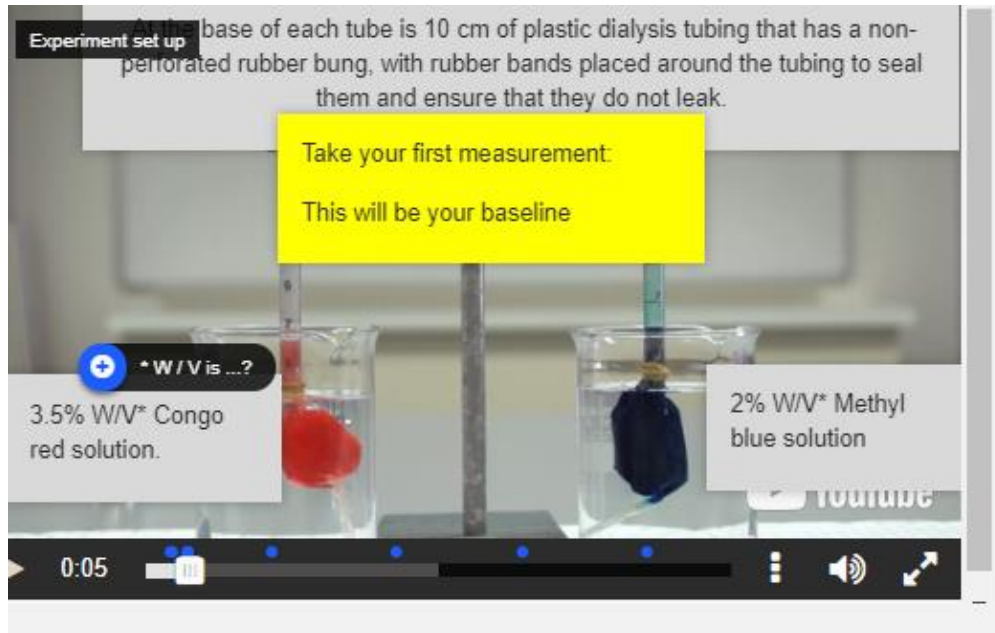 Experiment set up
At the base of each tube is 10 cm of plastic dialysis tubing that has a non-
perforated rubber bung, with rubber bands placed around the tubing to seal
them and ensure that they do not leak.
Take your first measurement:
This will be your baseline
* W / V is ...?
3.5% W/V* Congo
red solution.
2% W/V* Methyl
blue solution
YouTube
0:05